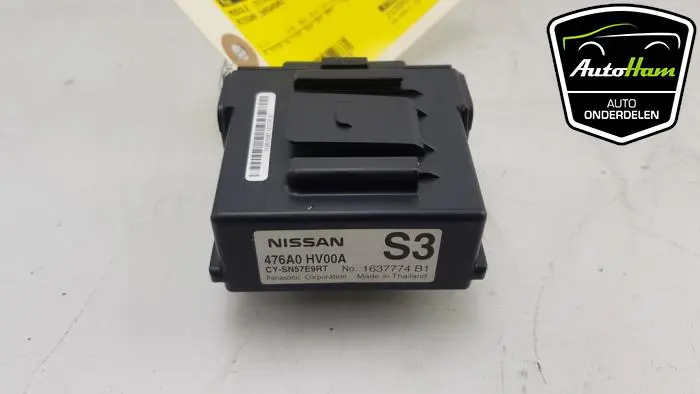 AutoHam
AUTO
ONDERDELEN
NISSAN
S3
476A0 HV00A
CY-SN57E9RT No. 1637774 B1
Panasonic Corporation Made in Thailand